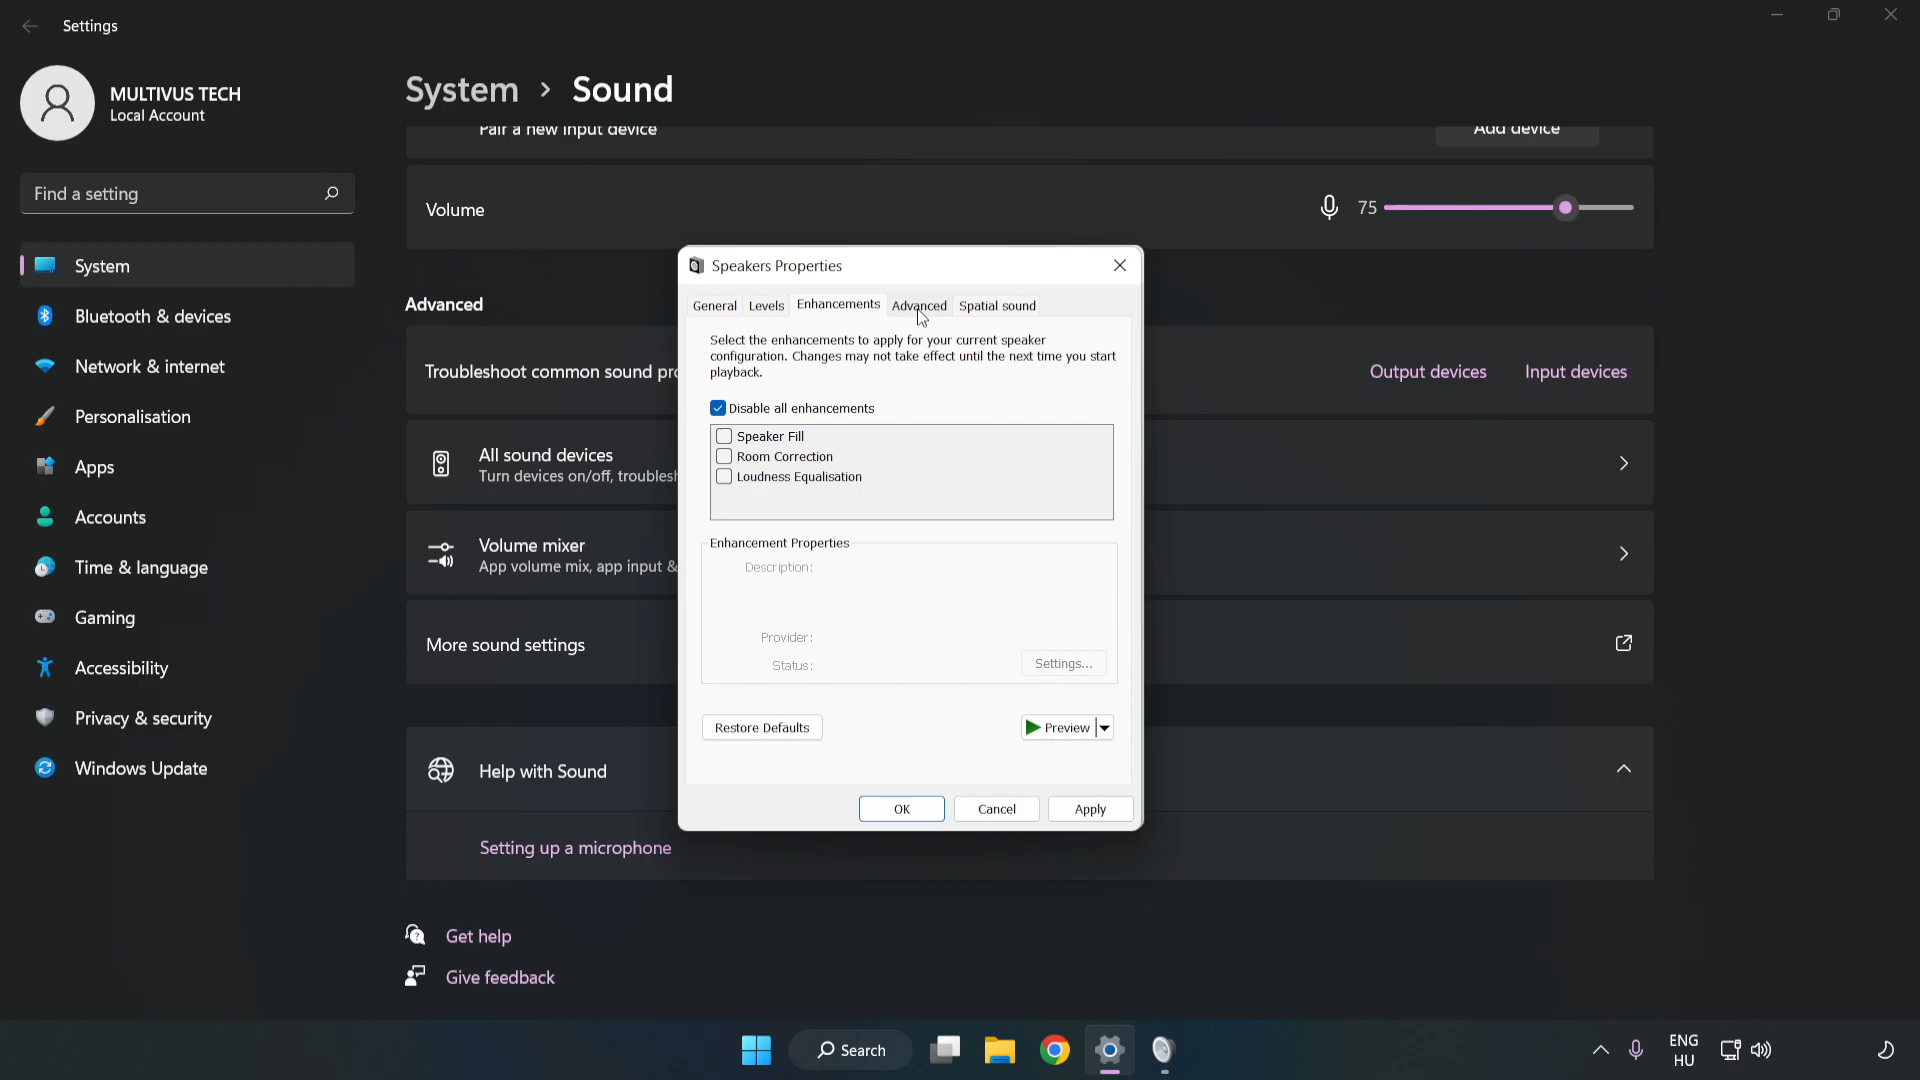 Settings
MULTIVUS TECH
Local Account
Find a setting
System
Bluetooth & devices
Network & internet
Personalisation
Apps
Accounts
Time & language
Gaming
Accessibility
Privacy & security
Windows Update
System › Sound
Pair a new input device
Add device
Volume
75
Advanced
Troubleshoot common sound pro
Output devices
Input devices
All sound devices
Turn devices on/off, troublesh
Volume mixer
App volume mix, app input &
More sound settings
Help with Sound
Setting up a microphone
Get help
Give feedback
Speakers Properties
General Levels Enhancements Advanced Spatial sound
Select the enhancements to apply for your current speaker
configuration. Changes may not take effect until the next time you start
playback.
Disable all enhancements
Speaker Fill
Room Correction
Loudness Equalisation
Enhancement Properties
Description:
Provider:
Status:
Settings...
Restore Defaults
Preview
OK
Cancel
Apply
Search
ENG
HU